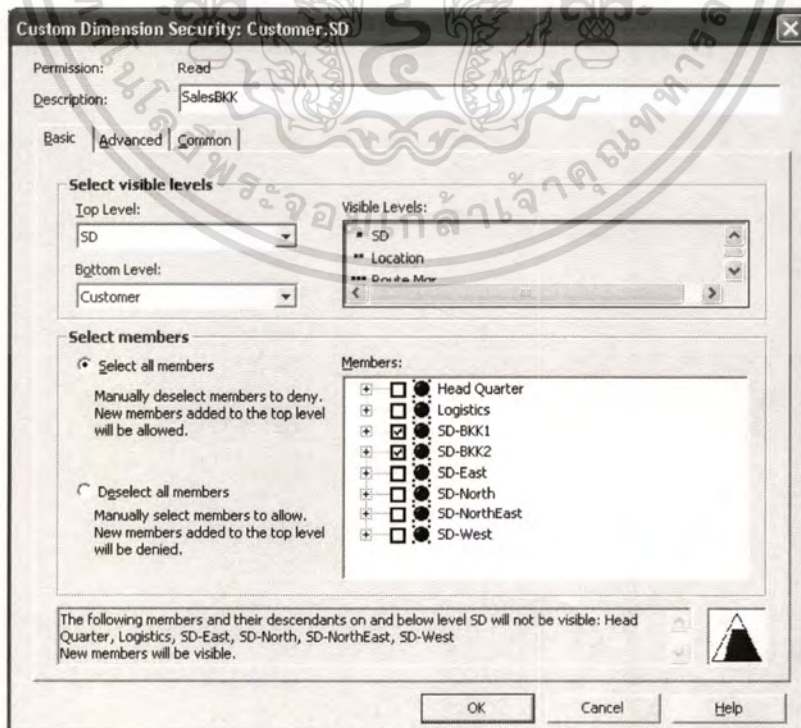 Custom Dimension Security: Customer.SD
Permission: Read
Description: SalesBKK
Basic Advanced Common
Select visible levels
Top Level:
SD
Bottom Level:
Customer
Visible Levels:
SD
Location
Route Mgr
Select members
Select all members
Manually deselect members to deny.
New members added to the top level
will be allowed.
Deselect all members
Manually select members to allow.
New members added to the top level
will be denied.
Members:
Head Quarter
Logistics
SD-BKK1
SD-BKK2
SD-East
SD-North
SD-NorthEast
SD-West
The following members and their descendants on and below level SD will not be visible: Head
Quarter, Logistics, SD-East, SD-North, SD-NorthEast, SD-West
New members will be visible.
OK Cancel Help